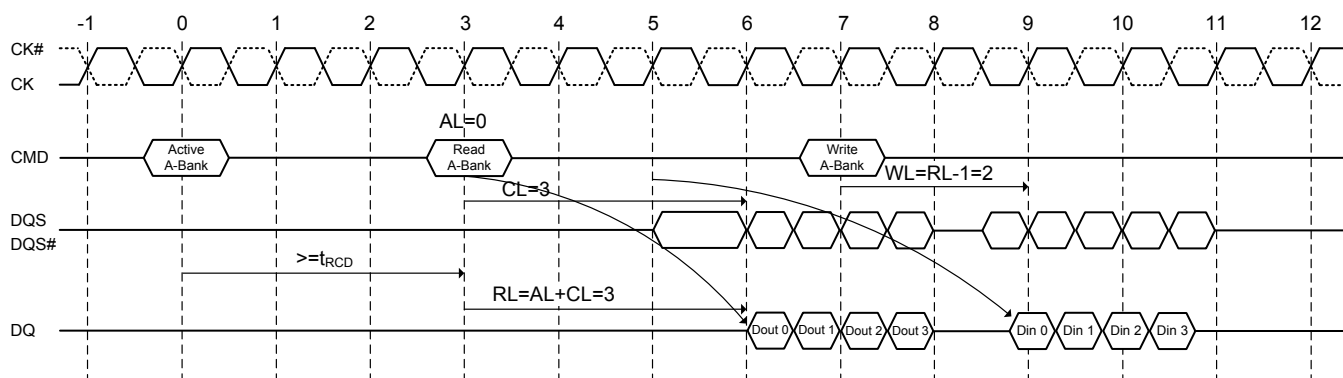 -1 0 1 2 3 4 5 6 7 8 9 10 11 12
CK#
CK
AL=0
CMD
Active
A-Bank
Read
A-Bank
Write
A-Bank
CL=3
WL=RL-1=2
DQS
DQS#
>=tRCD
RL=AL+CL=3
DQ
Dout 0 Dout 1 Dout 2 Dout 3 Din 0 Din 1 Din 2 Din 3